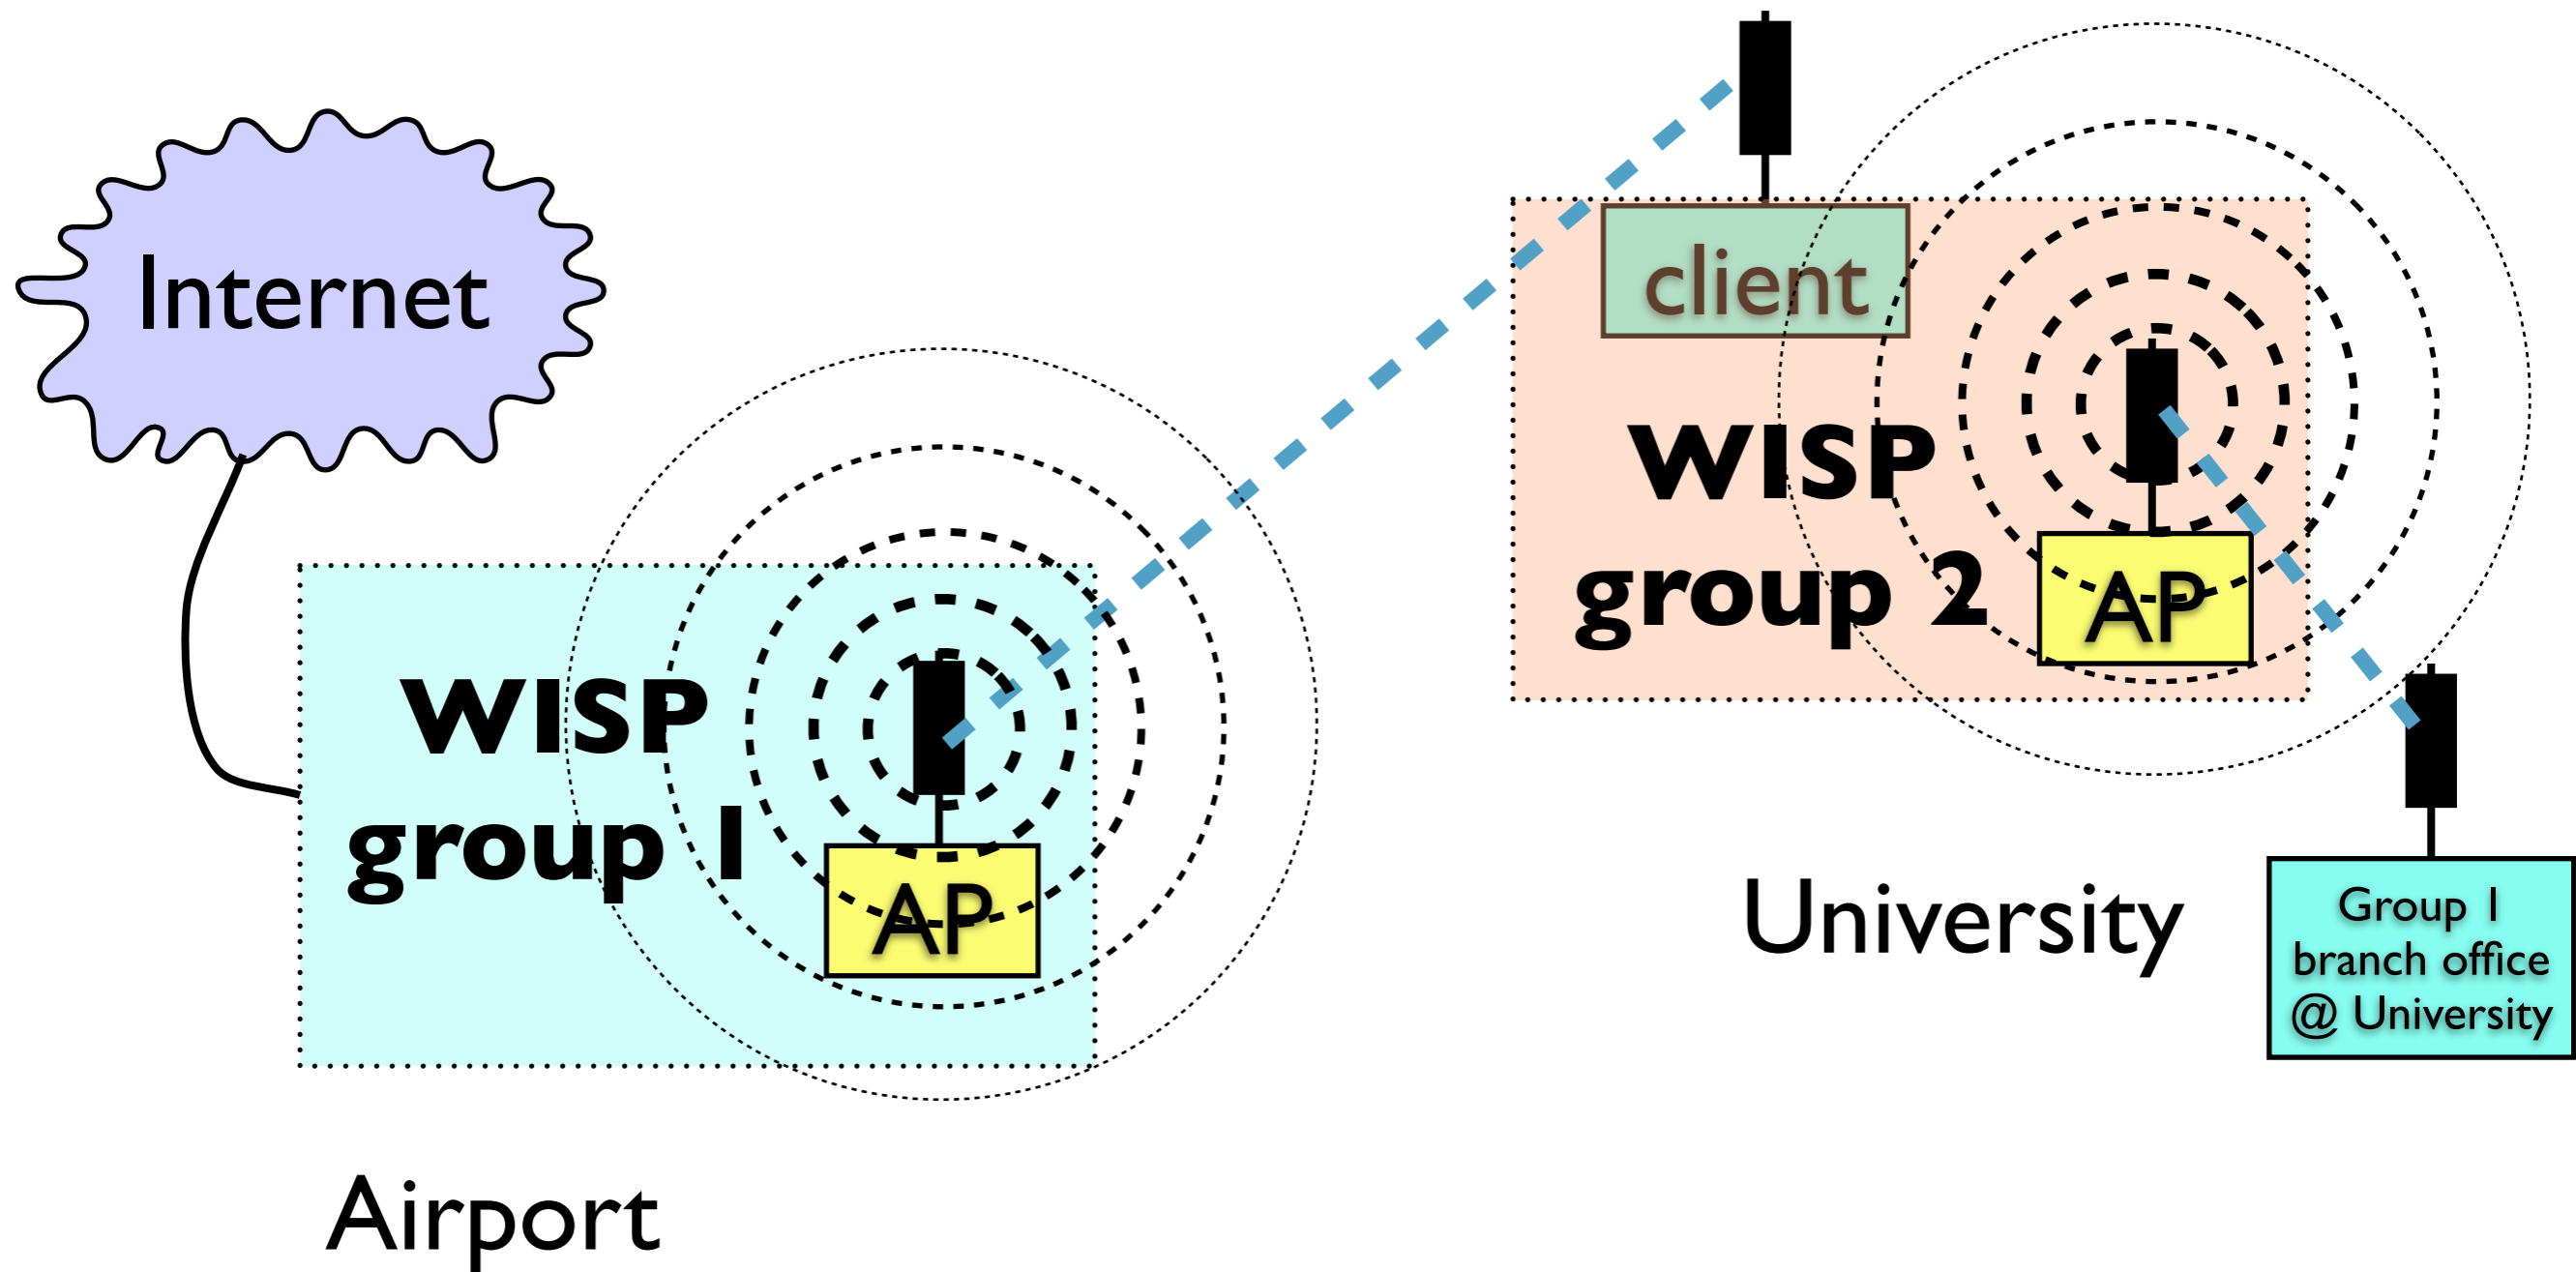 Internet
client
WISP
group 2
AP
WISP
group 1
AP
University
Group 1
branch office
@ University
Airport